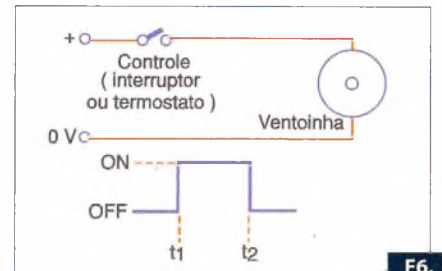 +
Controle
( interruptor
ou termostato )
Ventoinha
0 V
ON
OFF
t1
t2
F6